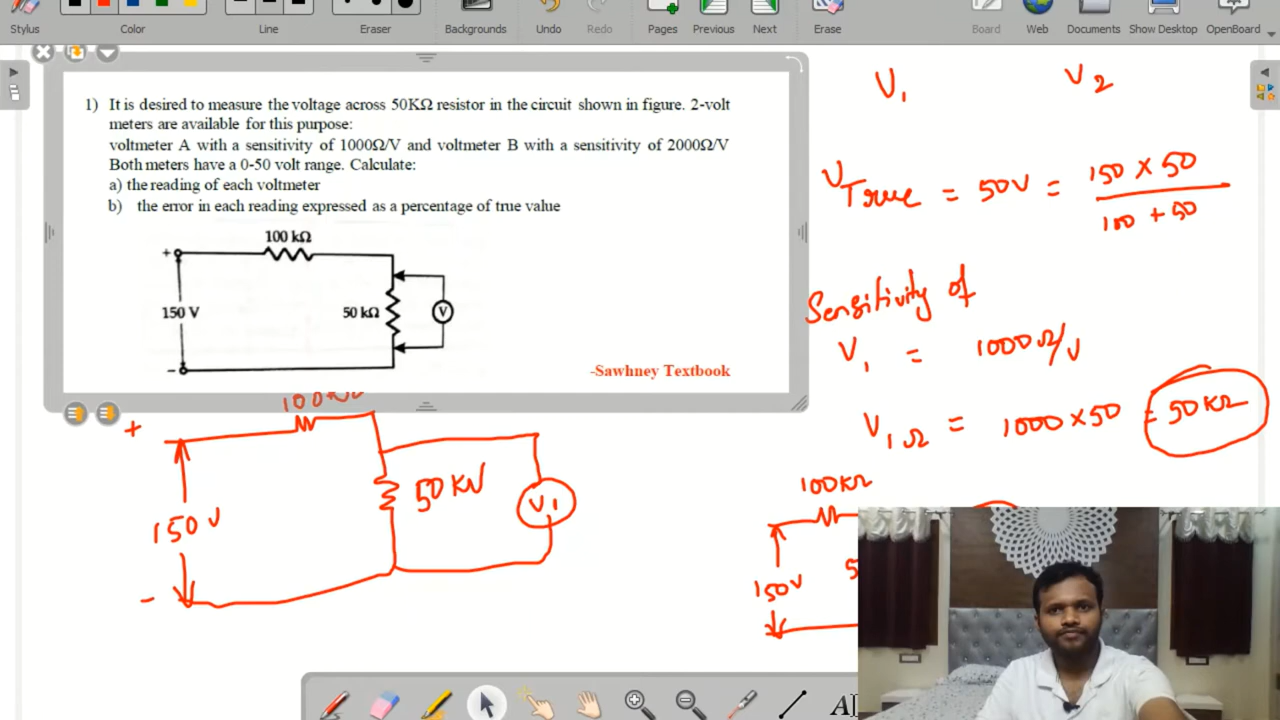 Stylus
Color
Line
Eraser
Backgrounds
Undo
Redo
Pages
Previous
Next
Erase
Board
Web
Documents
Show Desktop
OpenBoard
1) It is desired to measure the voltage across 50KΩ resistor in the circuit shown in figure. 2-volt
meters are available for this purpose:
voltmeter A with a sensitivity of 1000Ω/V and voltmeter B with a sensitivity of 2000Ω/V
Both meters have a 0-50 volt range. Calculate:
a) the reading of each voltmeter
b) the error in each reading expressed as a percentage of true value
100 kΩ
+
150 V
50 kΩ
V
-
-Sawhney Textbook
V1 V2
VTrue = 50V = 150 × 50
100 + 50
Sensitivity of
V1 = 1000Ω/V
V1Ω = 1000 × 50 = 50KΩ
100KΩ
+
150V
50KΩ
V1
-
100KΩ
150V
A